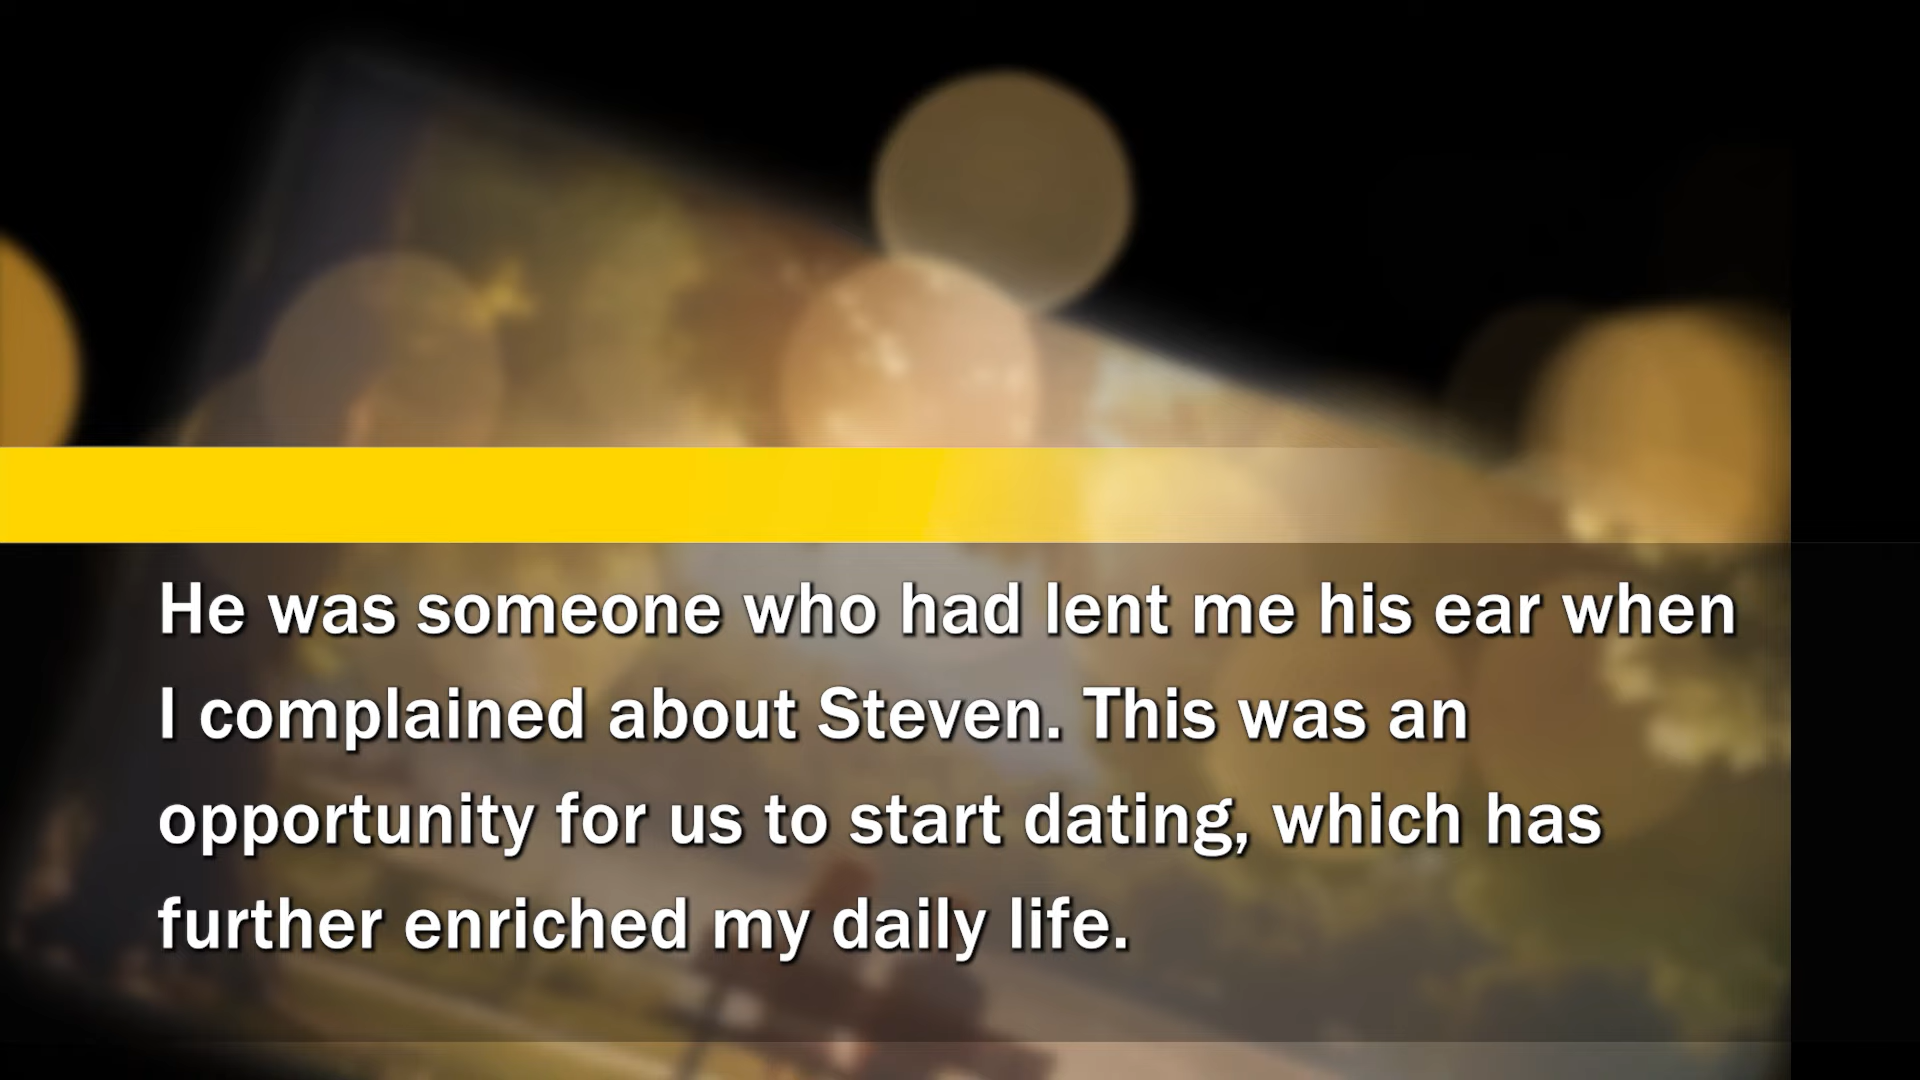 He was someone who had lent me his ear when
I complained about Steven. This was an
opportunity for us to start dating, which has
further enriched my daily life.